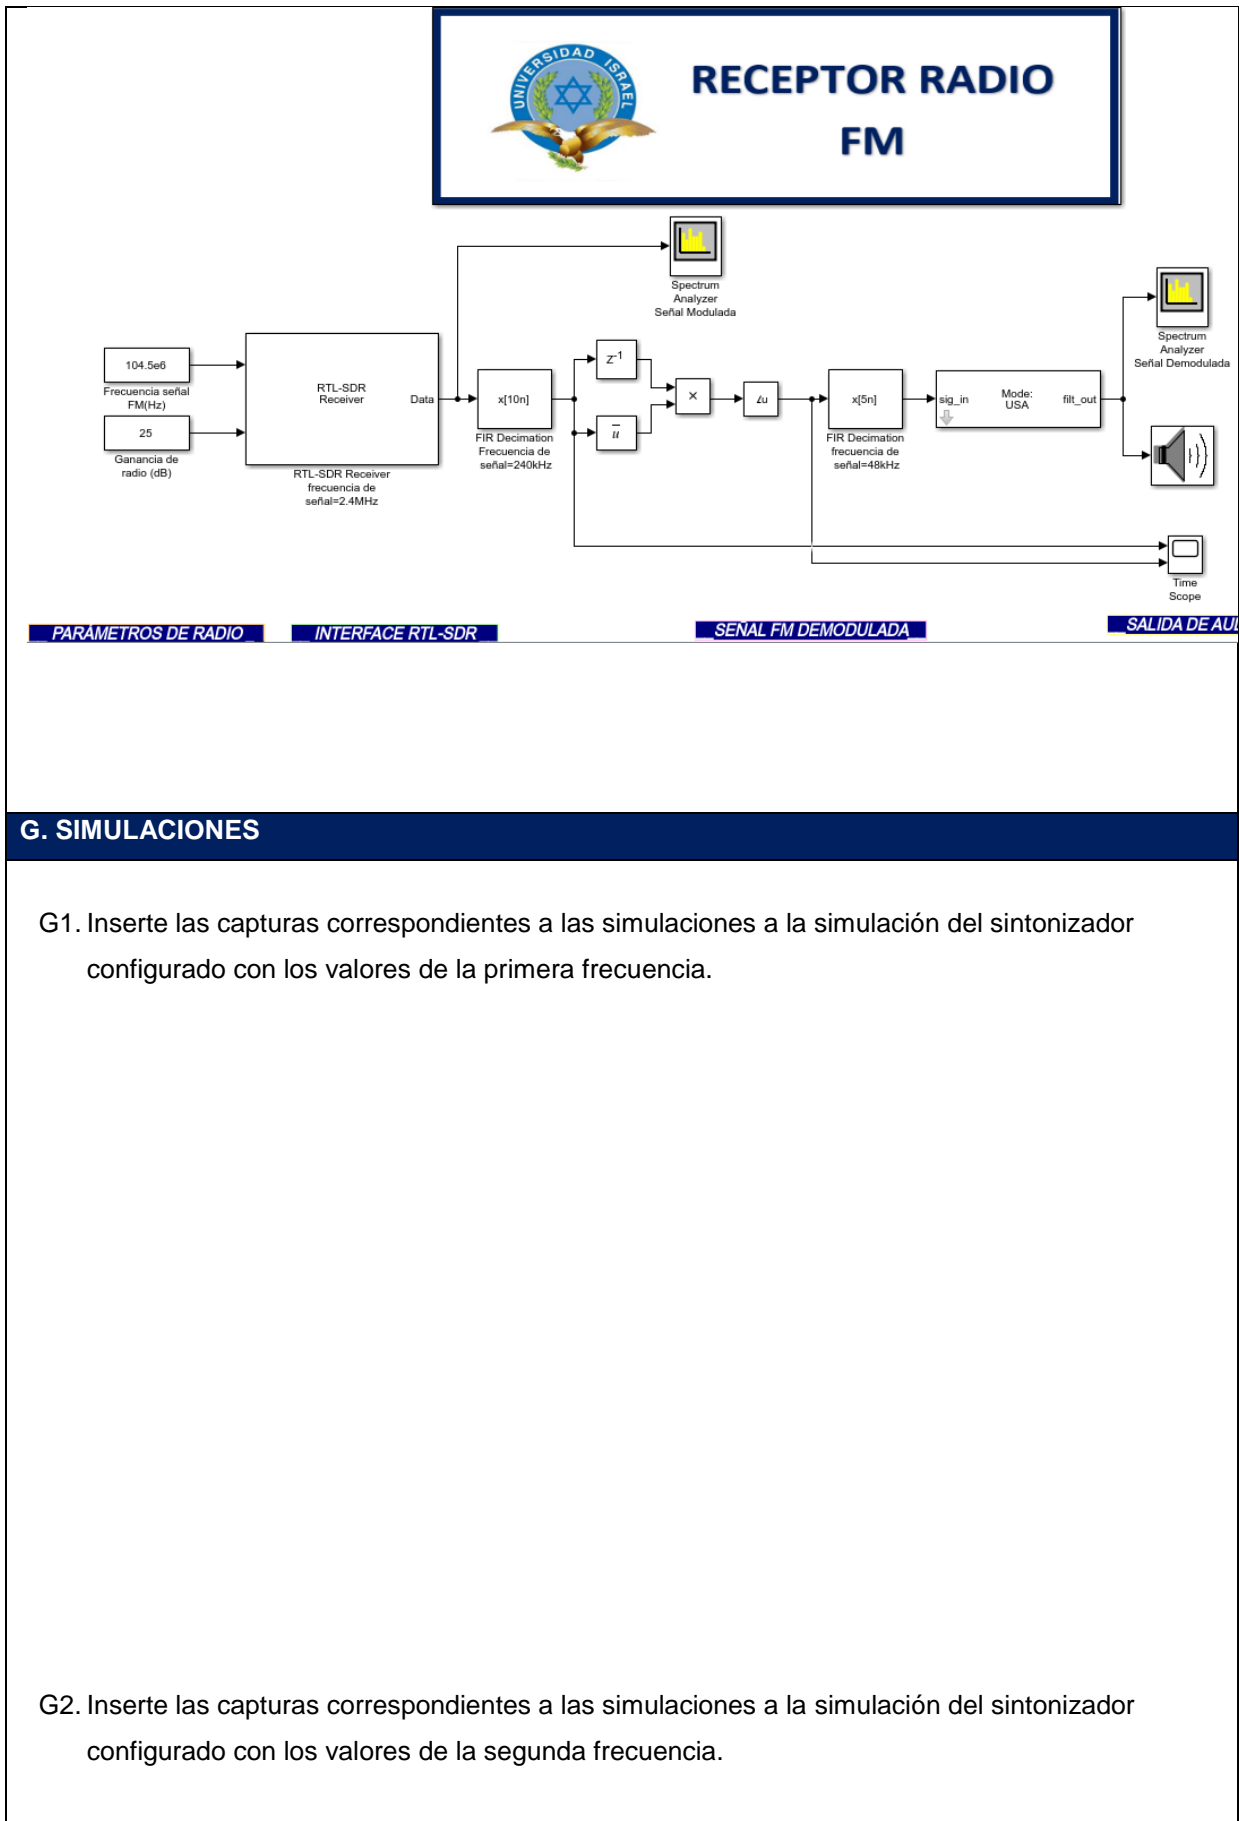 UNIVERSIDAD ISRAEL
RECEPTOR RADIO
FM
Spectrum
Analyzer
Señal Modulada
Spectrum
Analyzer
Señal Demodulada
104.5e6
Frecuencia señal
FM(Hz)
25
Ganancia de
radio (dB)
RTL-SDR
Receiver
Data
RTL-SDR Receiver
frecuencia de
señal=2.4MHz
x[10n]
FIR Decimation
Frecuencia de
señal=240kHz
Z-1
u
×
∠u
x[5n]
FIR Decimation
frecuencia de
señal=48kHz
sig_in
Mode:
USA
filt_out
Time
Scope
PARÁMETROS DE RADIO
INTERFACE RTL-SDR
SEÑAL FM DEMODULADA
SALIDA DE AU
G. SIMULACIONES
G1. Inserte las capturas correspondientes a las simulaciones a la simulación del sintonizador
configurado con los valores de la primera frecuencia.
G2. Inserte las capturas correspondientes a las simulaciones a la simulación del sintonizador
configurado con los valores de la segunda frecuencia.